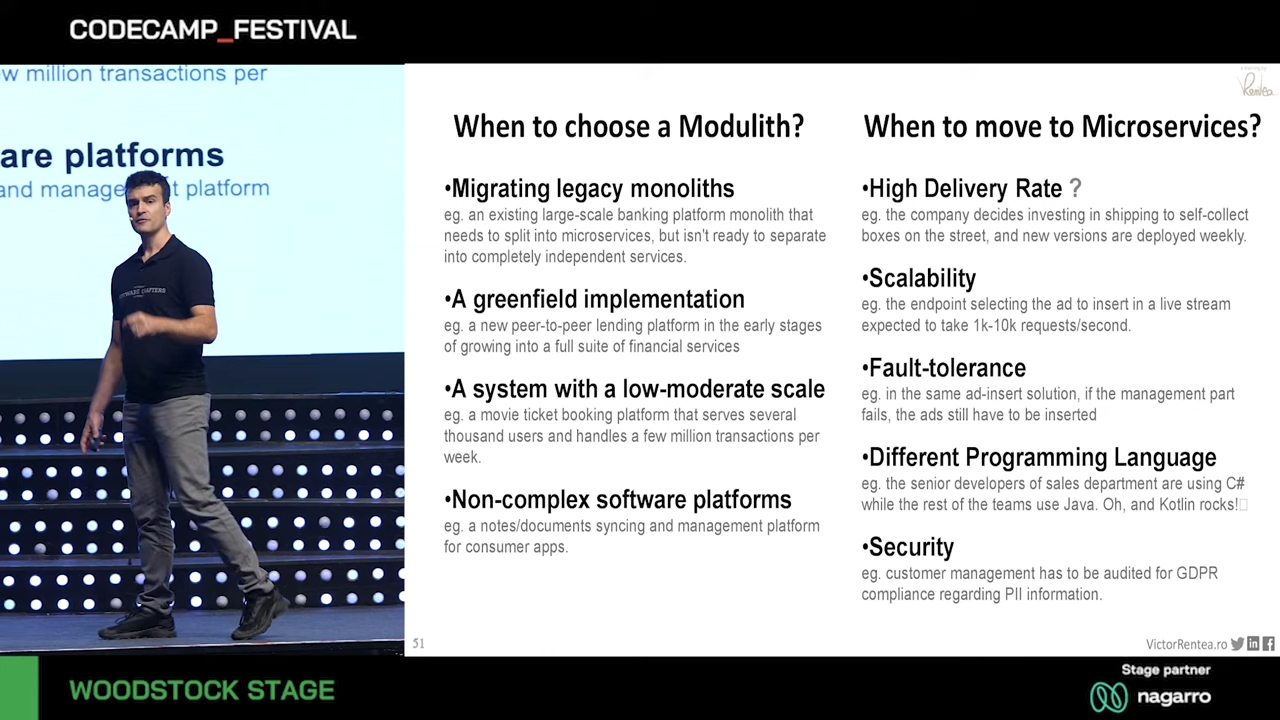 CODECAMP_FESTIVAL
ew million transactions per
are platforms
and management platform
a training by
VRentea
When to choose a Modulith?
•Migrating legacy monoliths
eg. an existing large-scale banking platform monolith that
needs to split into microservices, but isn't ready to separate
into completely independent services.
•A greenfield implementation
eg. a new peer-to-peer lending platform in the early stages
of growing into a full suite of financial services
•A system with a low-moderate scale
eg. a movie ticket booking platform that serves several
thousand users and handles a few million transactions per
week.
•Non-complex software platforms
eg. a notes/documents syncing and management platform
for consumer apps.
When to move to Microservices?
•High Delivery Rate ?
eg. the company decides investing in shipping to self-collect
boxes on the street, and new versions are deployed weekly.
•Scalability
eg. the endpoint selecting the ad to insert in a live stream
expected to take 1k-10k requests/second.
•Fault-tolerance
eg. in the same ad-insert solution, if the management part
fails, the ads still have to be inserted
•Different Programming Language
eg. the senior developers of sales department are using C#
while the rest of the teams use Java. Oh, and Kotlin rocks!
•Security
eg. customer management has to be audited for GDPR
compliance regarding PII information.
51
VictorRentea.ro
WOODSTOCK STAGE
Stage partner
nagarro